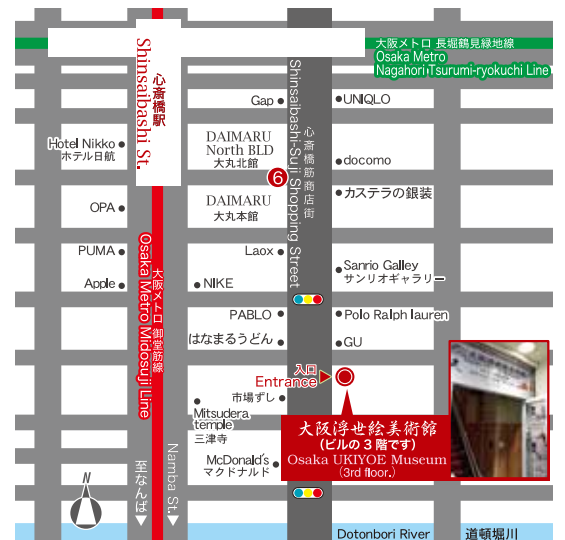 大阪メトロ 長堀鶴見緑地線
Osaka Metro
Nagahori Tsurumi-ryokuchi Line
心斎橋駅
Shinsaibashi St.
Gap
UNIQLO
Hotel Nikko
ホテル日航
DAIMARU
North BLD
大丸北館
docomo
6
心斎橋筋商店街
Shinsaibashi-Suji Shopping Street
カステラの銀装
OPA
DAIMARU
大丸本館
PUMA
Laox
Sanrio Galley
サンリオギャラリー
Apple
NIKE
大阪メトロ 御堂筋線
Osaka Metro Midosuji Line
PABLO
Polo Ralph lauren
はなまるうどん
GU
入口
Entrance
市場ずし
Mitsudera
temple
三津寺
大阪浮世絵美術館
(ビルの3階です)
Osaka UKIYOE Museum
(3rd floor.)
McDonald's
マクドナルド
N
至なんば
Namba St.
Dotonbori River
道頓堀川